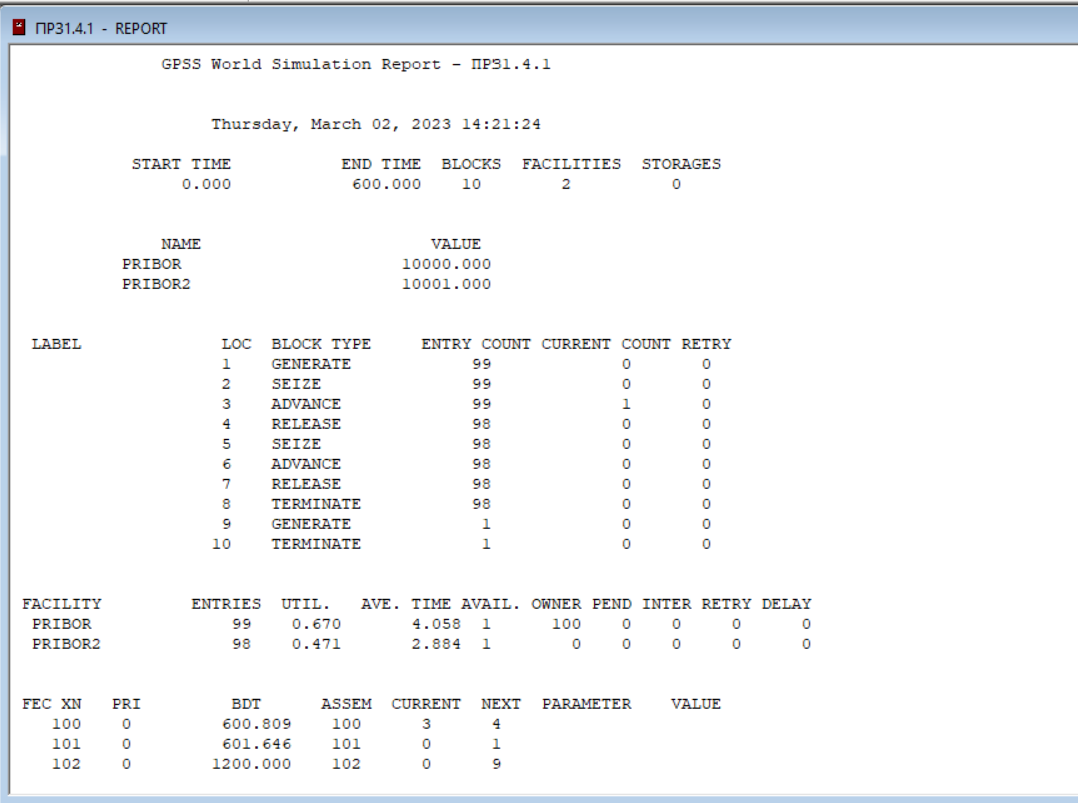 ПР31.4.1 - REPORT
GPSS World Simulation Report - ПР31.4.1
Thursday, March 02, 2023 14:21:24
START TIME END TIME BLOCKS FACILITIES STORAGES
0.000 600.000 10 2 0
NAME VALUE
PRIBOR 10000.000
PRIBOR2 10001.000
LABEL LOC BLOCK TYPE ENTRY COUNT CURRENT COUNT RETRY
1 GENERATE 99 0 0
2 SEIZE 99 0 0
3 ADVANCE 99 1 0
4 RELEASE 98 0 0
5 SEIZE 98 0 0
6 ADVANCE 98 0 0
7 RELEASE 98 0 0
8 TERMINATE 98 0 0
9 GENERATE 1 0 0
10 TERMINATE 1 0 0
FACILITY ENTRIES UTIL. AVE. TIME AVAIL. OWNER PEND INTER RETRY DELAY
PRIBOR 99 0.670 4.058 1 100 0 0 0 0
PRIBOR2 98 0.471 2.884 1 0 0 0 0 0
FEC XN PRI BDT ASSEM CURRENT NEXT PARAMETER VALUE
100 0 600.809 100 3 4
101 0 601.646 101 0 1
102 0 1200.000 102 0 9